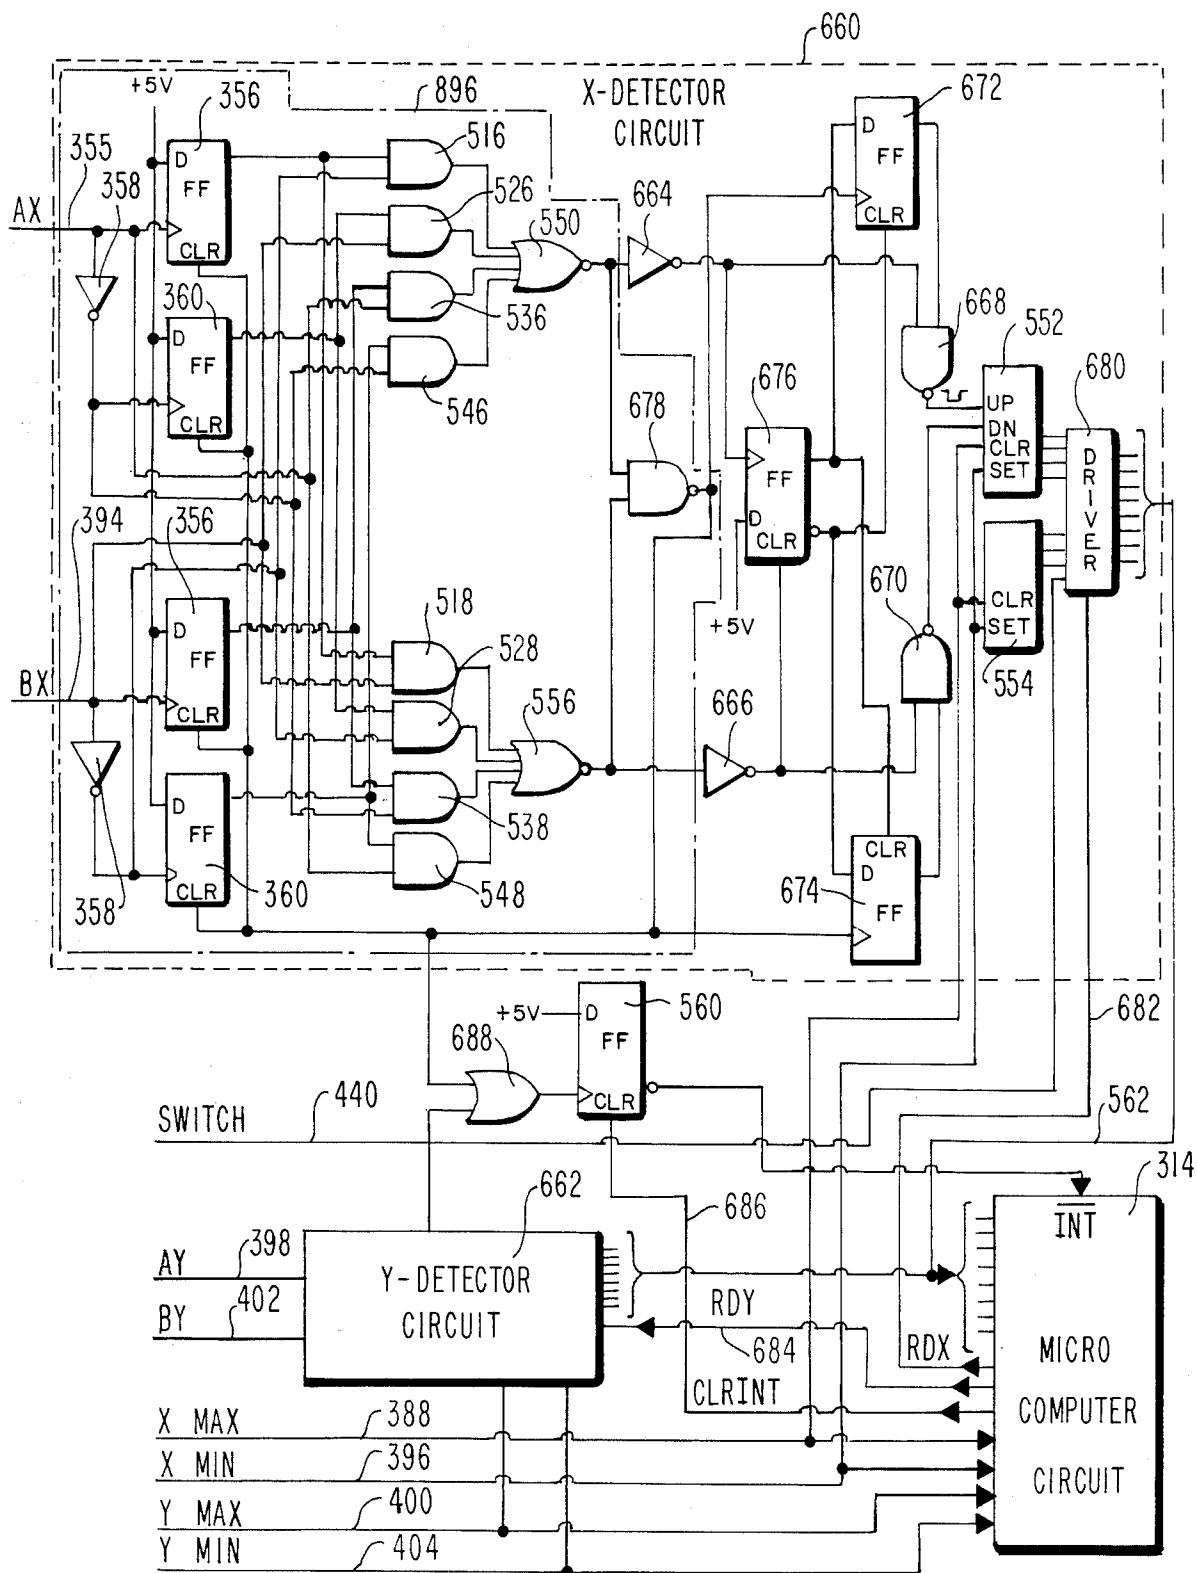 660
+5V
356
896
X-DETECTOR
CIRCUIT
672
355
358
D
FF
CLR
516
D
FF
CLR
AX
526
664
550
360
D
FF
CLR
536
668
552
546
676
678
UP
DN
CLR
SET
680
DRIVER
394
356
FF
D
CLR
D
FF
CLR
518
670
+5V
CLR
SET
554
BX
528
556
666
D
FF
CLR
538
CLR
D
FF
674
358
360
548
+5V
D
FF
CLR
560
688
682
SWITCH
440
562
314
662
686
INT
AY
398
Y-DETECTOR
CIRCUIT
BY
402
RDY
684
RDX
MICRO
COMPUTER
CIRCUIT
CLRINT
X MAX
388
X MIN
396
Y MAX
400
Y MIN
404